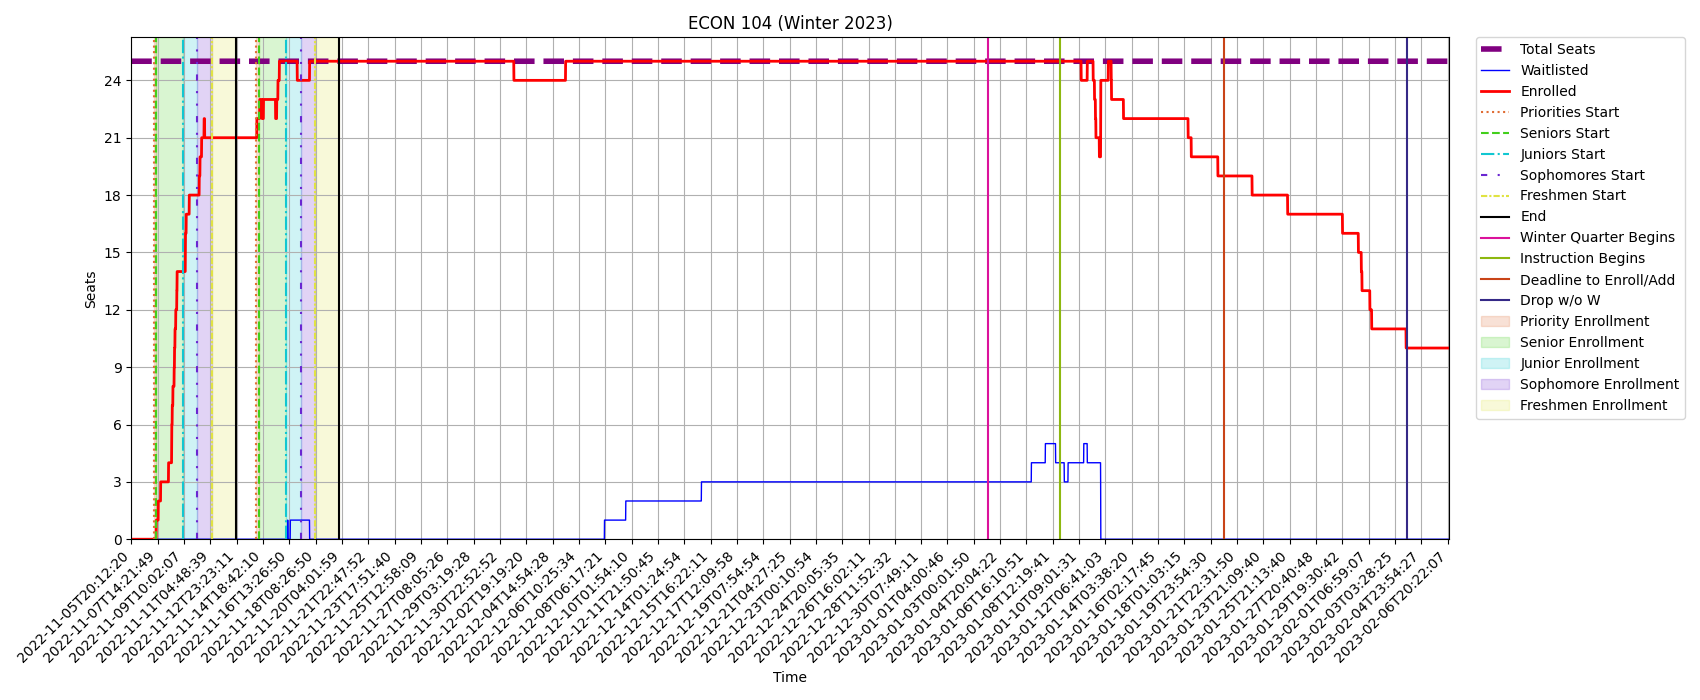 ECON 104 (Winter 2023)
Seats
24
21
18
15
12
9
6
3
0
2022-11-05T20:12:20
2022-11-07T14:21:49
2022-11-09T10:02:07
2022-11-11T04:48:39
2022-11-12T23:23:11
2022-11-14T18:42:10
2022-11-16T13:26:50
2022-11-18T08:26:50
2022-11-20T04:01:59
2022-11-21T22:47:52
2022-11-23T17:51:40
2022-11-25T12:58:09
2022-11-27T08:05:26
2022-11-29T03:19:28
2022-11-30T22:52:52
2022-12-02T19:19:20
2022-12-04T14:54:28
2022-12-06T10:25:34
2022-12-08T06:17:21
2022-12-10T01:54:10
2022-12-11T21:50:45
2022-12-14T01:24:54
2022-12-15T16:22:11
2022-12-17T12:09:58
2022-12-19T07:54:54
2022-12-21T04:27:25
2022-12-23T00:10:54
2022-12-24T20:05:35
2022-12-26T16:02:11
2022-12-28T11:52:32
2022-12-30T07:49:11
2023-01-01T04:00:46
2023-01-03T00:01:50
2023-01-04T20:04:22
2023-01-06T16:10:51
2023-01-08T12:19:41
2023-01-10T09:01:31
2023-01-12T06:41:03
2023-01-14T03:38:20
2023-01-16T02:17:45
2023-01-18T01:03:15
2023-01-19T23:54:30
2023-01-21T22:31:50
2023-01-23T21:09:40
2023-01-25T21:13:40
2023-01-27T20:40:48
2023-01-29T19:30:42
2023-02-01T06:59:07
2023-02-03T03:28:25
2023-02-04T23:54:27
2023-02-06T20:22:07
Time
Total Seats
Waitlisted
Enrolled
Priorities Start
Seniors Start
Juniors Start
Sophomores Start
Freshmen Start
End
Winter Quarter Begins
Instruction Begins
Deadline to Enroll/Add
Drop w/o W
Priority Enrollment
Senior Enrollment
Junior Enrollment
Sophomore Enrollment
Freshmen Enrollment